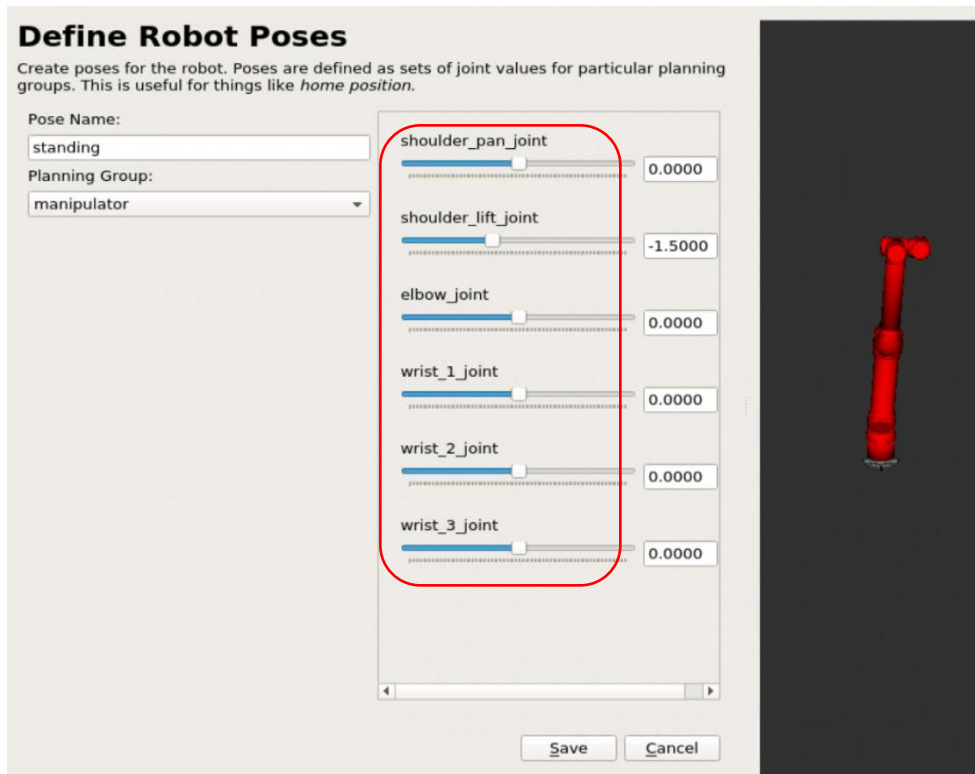 Define Robot Poses
Create poses for the robot. Poses are defined as sets of joint values for particular planning
groups. This is useful for things like home position.
Pose Name:
standing
Planning Group:
manipulator
shoulder_pan_joint
0.0000
shoulder_lift_joint
-1.5000
elbow_joint
0.0000
wrist_1_joint
0.0000
wrist_2_joint
0.0000
wrist_3_joint
0.0000
Save
Cancel